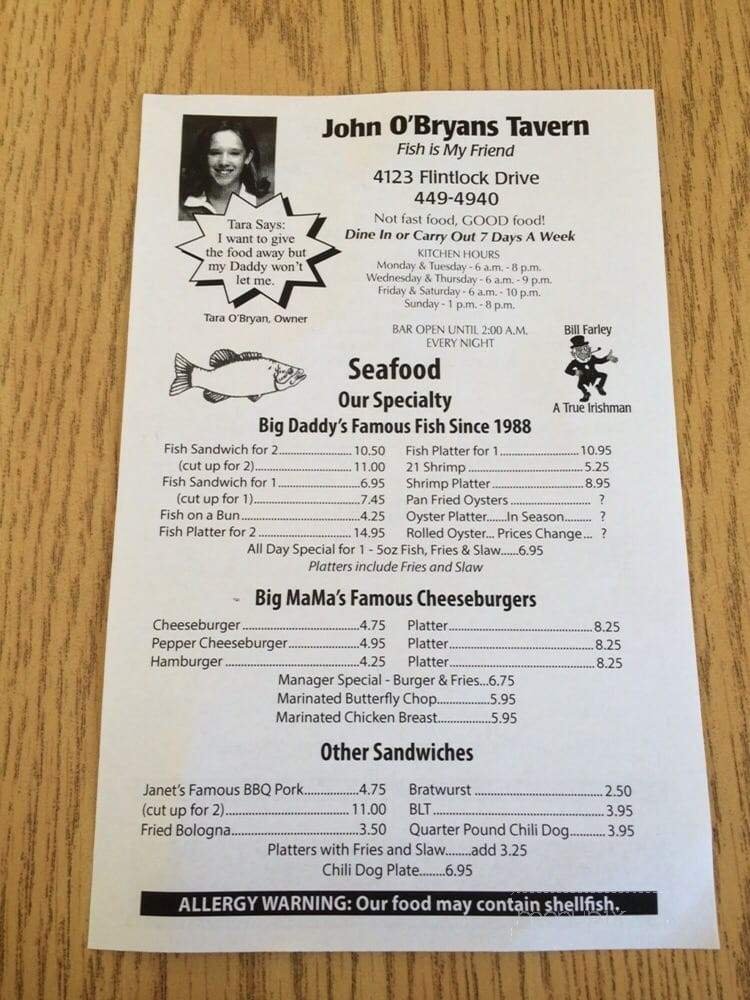 John O'Bryans Tavern
Fish is My Friend
4123 Flintlock Drive
449-4940
Not fast food, GOOD food!
Dine In or Carry Out 7 Days A Week
KITCHEN HOURS
Monday & Tuesday - 6 a.m. - 8 p.m.
Wednesday & Thursday - 6 a.m. - 9 p.m.
Friday & Saturday - 6 a.m. - 10 p.m.
Sunday - 1 p.m. - 8 p.m.
Tara Says:
I want to give
the food away but
my Daddy won't
let me.
Tara O'Bryan, Owner
BAR OPEN UNTIL 2:00 A.M.
EVERY NIGHT
Bill Farley
A True Irishman
Seafood
Our Specialty
Big Daddy's Famous Fish Since 1988
Fish Sandwich for 2 .......... 10.50
(cut up for 2) .......... 11.00
Fish Sandwich for 1 .......... 6.95
(cut up for 1) .......... 7.45
Fish on a Bun .......... 4.25
Fish Platter for 2 .......... 14.95
Fish Platter for 1 .......... 10.95
21 Shrimp .......... 5.25
Shrimp Platter .......... 8.95
Pan Fried Oysters .......... ?
Oyster Platter.......In Season......... ?
Rolled Oyster... Prices Change... ?
All Day Special for 1 - 5oz Fish, Fries & Slaw......6.95
Platters include Fries and Slaw
Big MaMa's Famous Cheeseburgers
Cheeseburger .......... 4.75 Platter .......... 8.25
Pepper Cheeseburger .......... 4.95 Platter .......... 8.25
Hamburger .......... 4.25 Platter .......... 8.25
Manager Special - Burger & Fries...6.75
Marinated Butterfly Chop..........5.95
Marinated Chicken Breast..........5.95
Other Sandwiches
Janet's Famous BBQ Pork .......... 4.75
(cut up for 2) .......... 11.00
Fried Bologna .......... 3.50
Bratwurst .......... 2.50
BLT .......... 3.95
Quarter Pound Chili Dog .......... 3.95
Platters with Fries and Slaw........add 3.25
Chili Dog Plate........6.95
ALLERGY WARNING: Our food may contain shellfish.